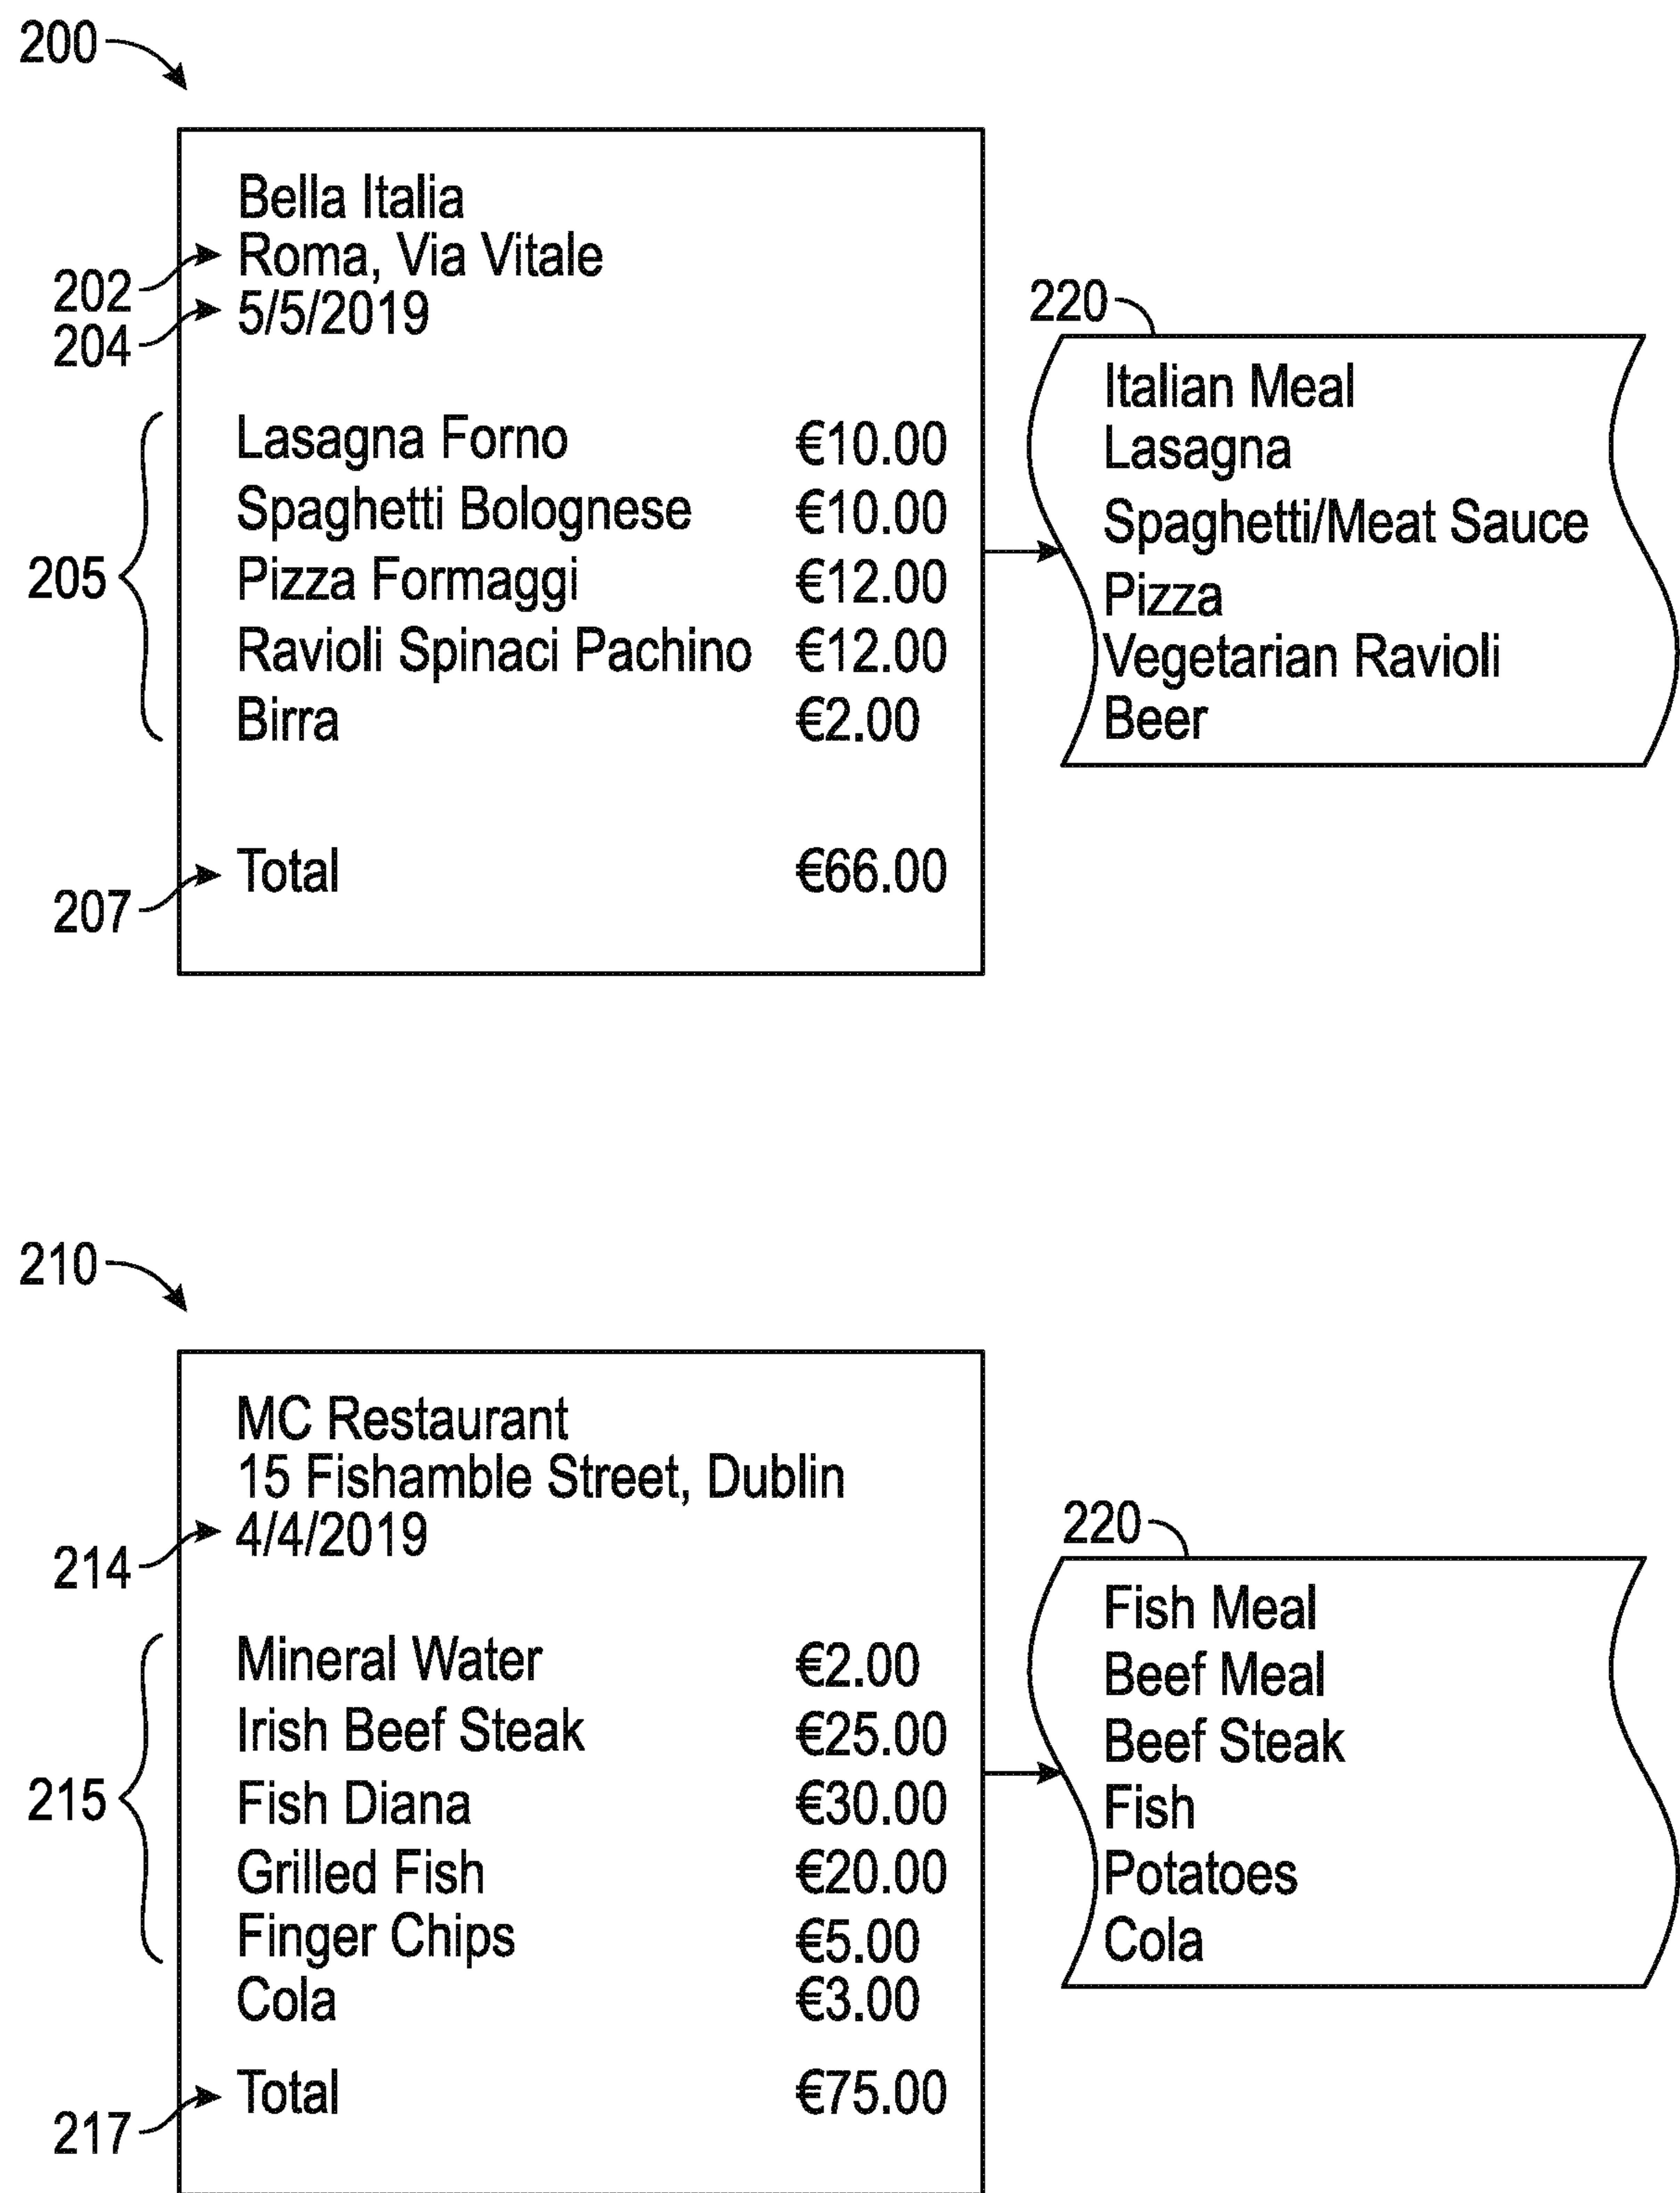 200
Bella Italia
202 Roma, Via Vitale
204 5/5/2019
205
Lasagna Forno €10.00
Spaghetti Bolognese €10.00
Pizza Formaggi €12.00
Ravioli Spinaci Pachino €12.00
Birra €2.00
207 Total €66.00
220
Italian Meal
Lasagna
Spaghetti/Meat Sauce
Pizza
Vegetarian Ravioli
Beer
210
MC Restaurant
15 Fishamble Street, Dublin
214 4/4/2019
215
Mineral Water €2.00
Irish Beef Steak €25.00
Fish Diana €30.00
Grilled Fish €20.00
Finger Chips €5.00
Cola €3.00
217 Total €75.00
220
Fish Meal
Beef Meal
Beef Steak
Fish
Potatoes
Cola